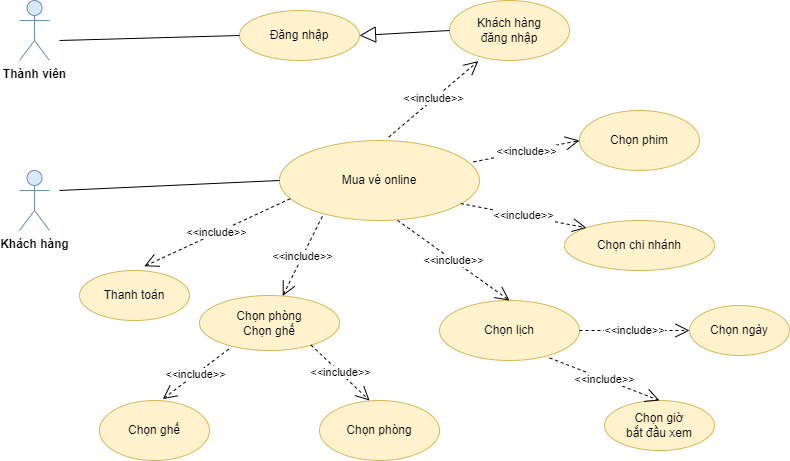 Đăng nhập
Khách hàng
đăng nhập
Thành viên
<<include>>
Chọn phim
<<include>>
Mua vé online
Khách hàng
<<include>>
<<include>>
Chọn chi nhánh
<<include>>
<<include>>
Thanh toán
Chọn phòng
Chọn ghế
Chọn lịch
<<include>>
Chọn ngày
<<include>>
<<include>>
<<include>>
Chọn ghế
Chọn phòng
Chọn giờ
bắt đầu xem